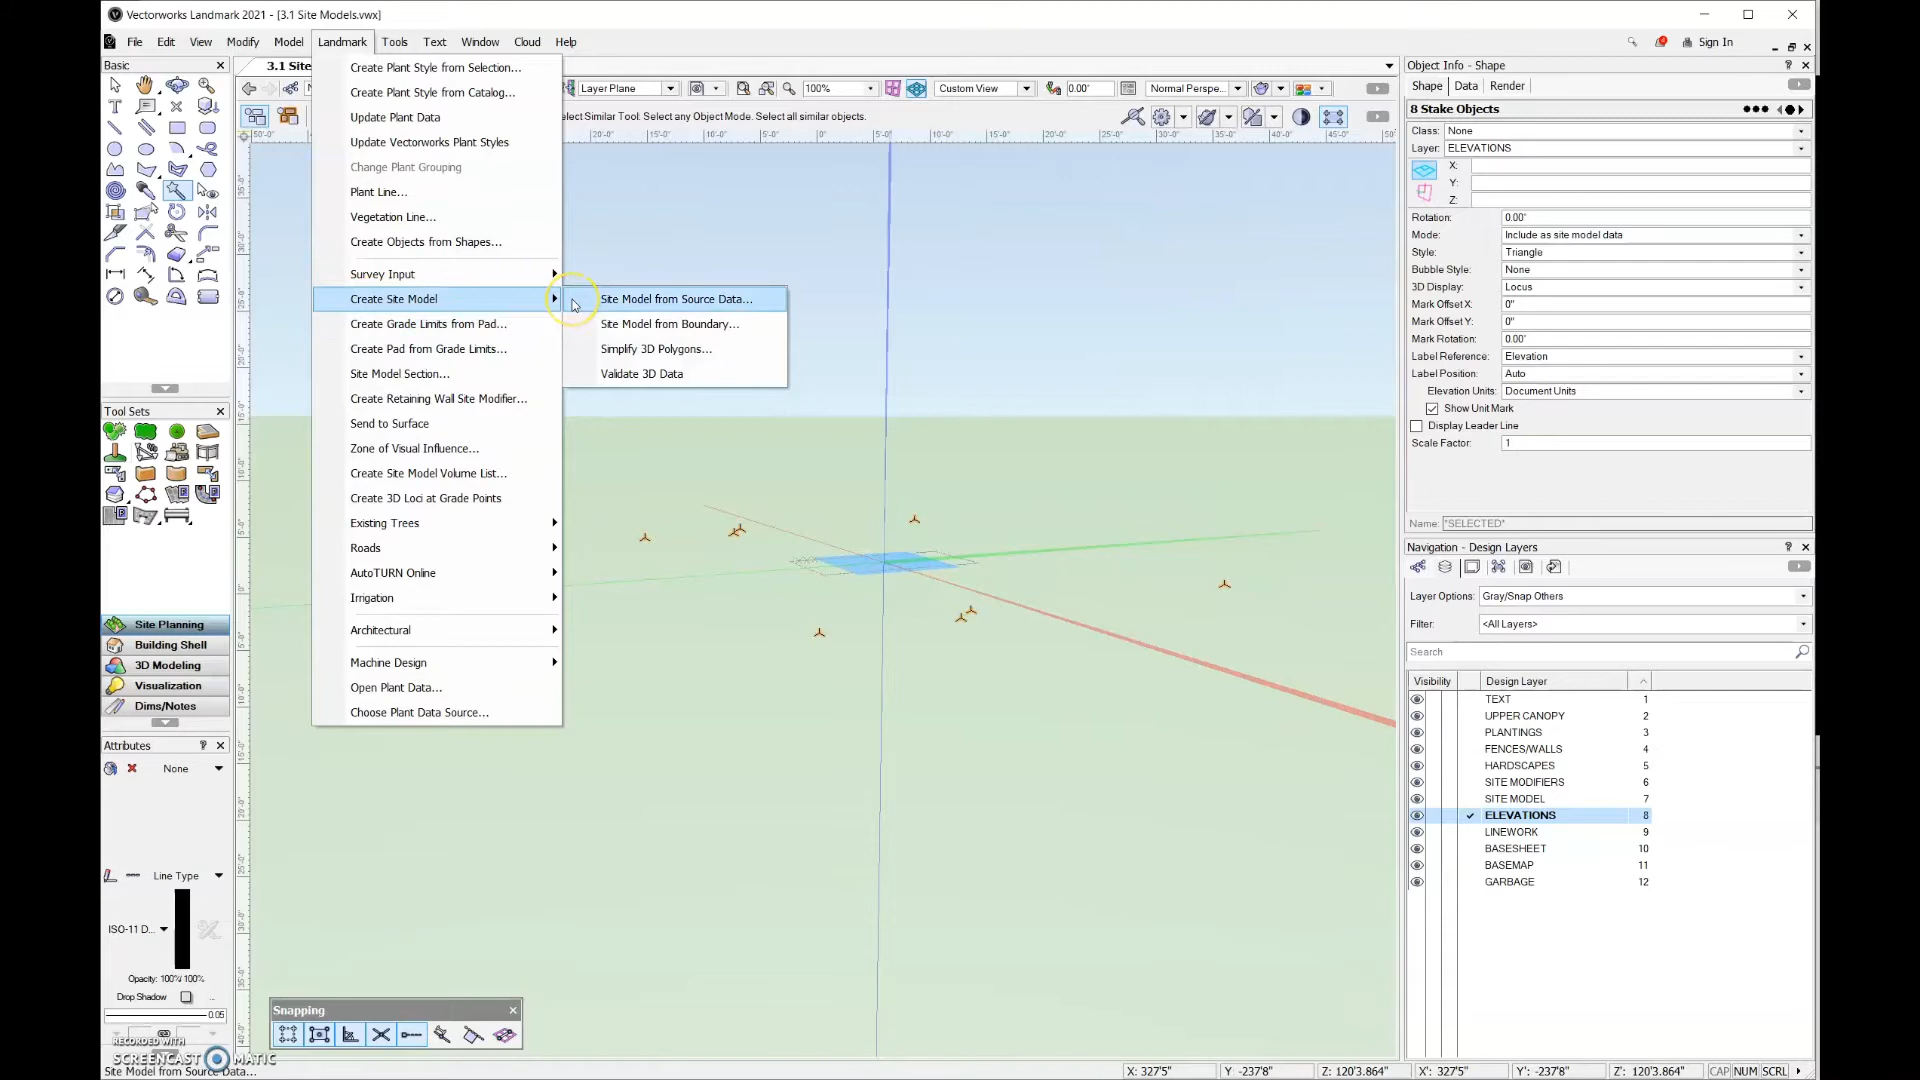 Vectorworks Landmark 2021 - [3.1 Site Models.vwx]
File Edit View Modify Model Landmark Tools Text Window Cloud Help
Sign In
Basic
3.1 Site
Layer Plane
100%
Custom View
0.00°
Normal Perspe...
elect Similar Tool: Select any Object Mode. Select all similar objects.
Create Plant Style from Selection...
Create Plant Style from Catalog...
Update Plant Data
Update Vectorworks Plant Styles
Change Plant Grouping
Plant Line...
Vegetation Line...
Create Objects from Shapes...
Survey Input
Create Site Model
Create Grade Limits from Pad...
Create Pad from Grade Limits...
Site Model Section...
Create Retaining Wall Site Modifier...
Send to Surface
Zone of Visual Influence...
Create Site Model Volume List...
Create 3D Loci at Grade Points
Existing Trees
Roads
AutoTURN Online
Irrigation
Architectural
Machine Design
Open Plant Data...
Choose Plant Data Source...
Site Model from Source Data...
Site Model from Boundary...
Simplify 3D Polygons...
Validate 3D Data
Tool Sets
Site Planning
Building Shell
3D Modeling
Visualization
Dims/Notes
Attributes
None
Line Type
ISO-11 D...
Opacity: 100%/100%
Drop Shadow
0.05
RECORDED WITH
SCREENCAST MATIC
Site Model from Source Data...
Snapping
Object Info - Shape
Shape Data Render
8 Stake Objects
Class: None
Layer: ELEVATIONS
X:
Y:
Z:
Rotation: 0.00°
Mode: Include as site model data
Style: Triangle
Bubble Style: None
3D Display: Locus
Mark Offset X: 0"
Mark Offset Y: 0"
Mark Rotation: 0.00°
Label Reference: Elevation
Label Position: Auto
Elevation Units: Document Units
Show Unit Mark
Display Leader Line
Scale Factor: 1
Name: *SELECTED*
Navigation - Design Layers
Layer Options: Gray/Snap Others
Filter: <All Layers>
Search
Visibility Design Layer
TEXT 1
UPPER CANOPY 2
PLANTINGS 3
FENCES/WALLS 4
HARDSCAPES 5
SITE MODIFIERS 6
SITE MODEL 7
ELEVATIONS 8
LINEWORK 9
BASESHEET 10
BASEMAP 11
GARBAGE 12
X: 327'5" Y: -237'8" Z: 120'3.864" X': 327'5" Y': -237'8" Z': 120'3.864" CAP NUM SCRL